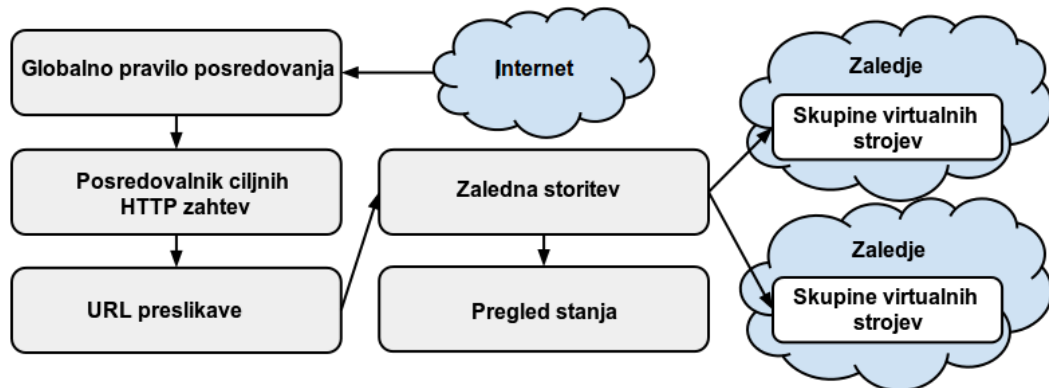 Globalno pravilo posredovanja
Internet
Zaledje
Skupine virtualnih
strojev
Posredovalnik ciljnih
HTTP zahtev
Zaledna storitev
URL preslikave
Pregled stanja
Zaledje
Skupine virtualnih
strojev